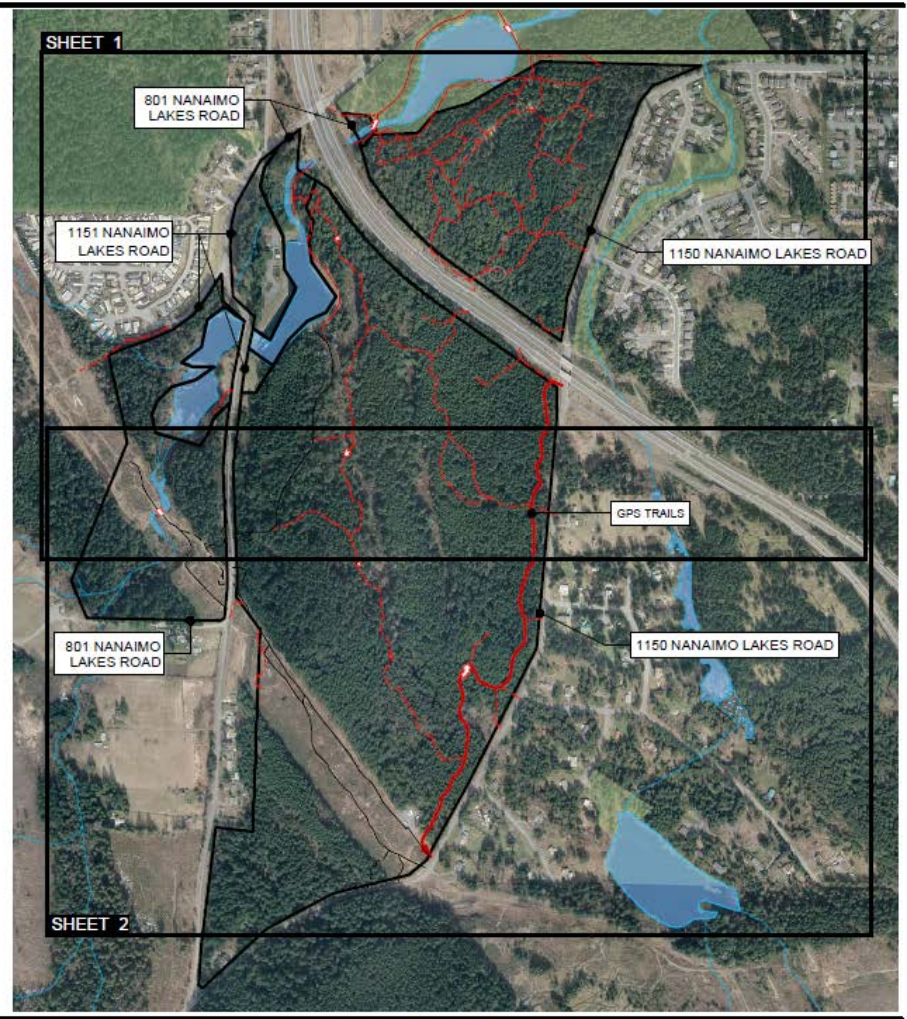 SHEET 1
801 NANAIMO
LAKES ROAD
1151 NANAIMO
LAKES ROAD
1150 NANAIMO LAKES ROAD
GPS TRAILS
801 NANAIMO
LAKES ROAD
1150 NANAIMO LAKES ROAD
SHEET 2